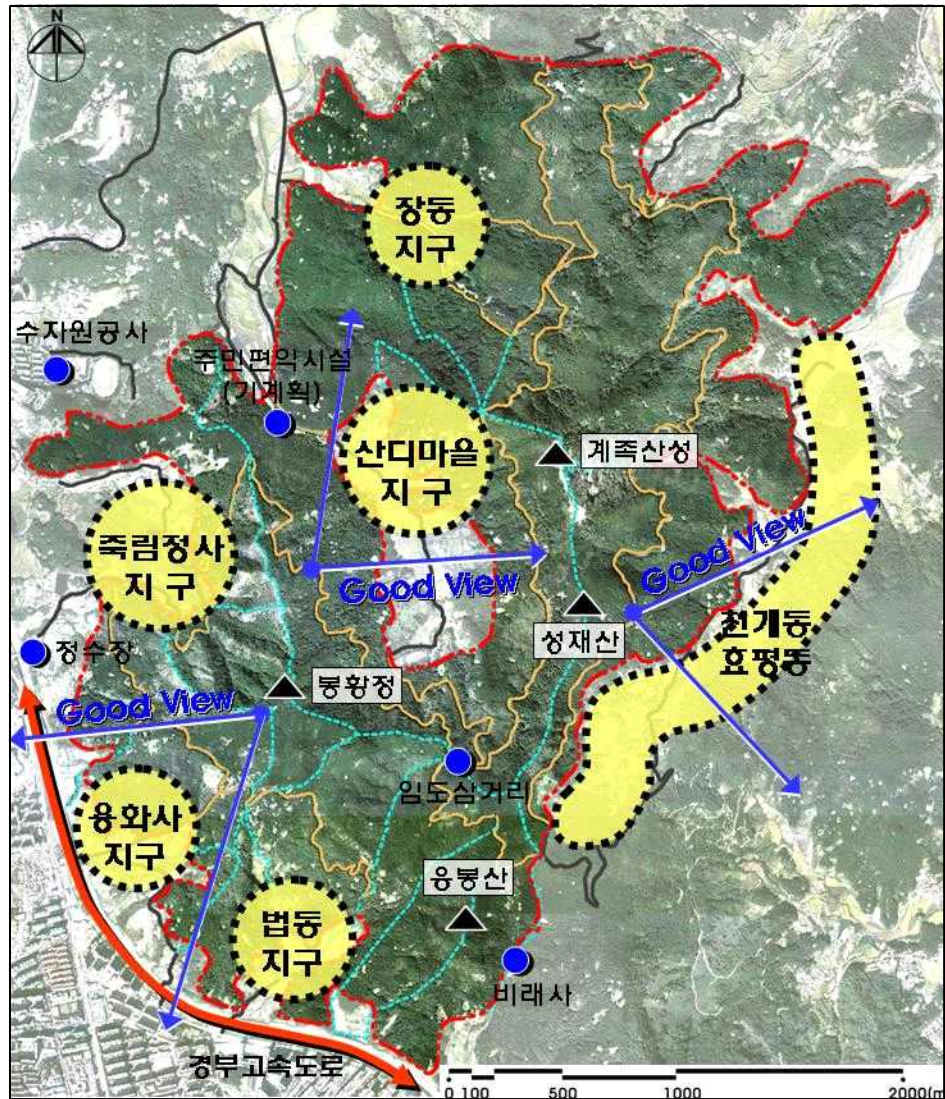 N
장동
지구
수자원공사
주민편익시설
(기계획)
산디마을
지 구
계족산성
죽림정사
지 구
Good View
Good View
성재산
천개동
효평동
정수장
봉황정
Good View
임도삼거리
용화사
지구
응봉산
법동
지구
비래사
경부고속도로
0 100 500 1000 2000(m